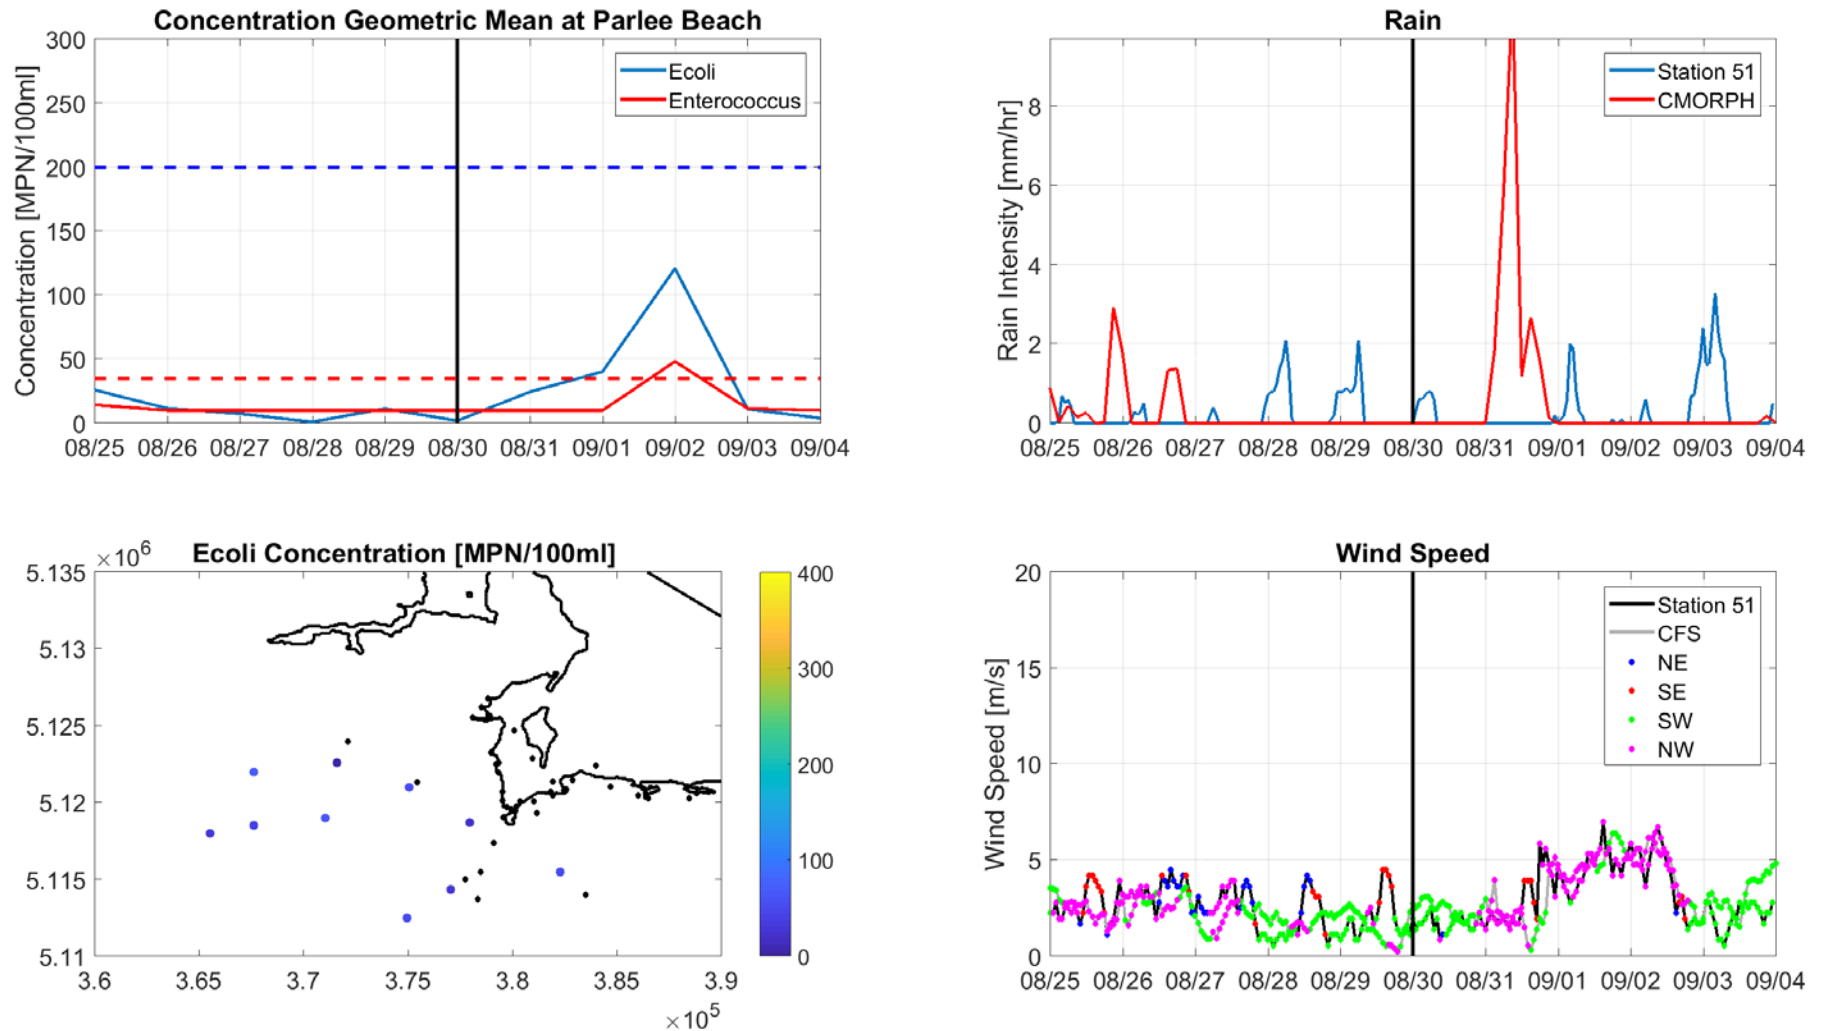 Concentration Geometric Mean at Parlee Beach
Concentration [MPN/100ml]
300
250
200
150
100
50
0
08/25 08/26 08/27 08/28 08/29 08/30 08/31 09/01 09/02 09/03 09/04
Ecoli
Enterococcus
Rain
Rain Intensity [mm/hr]
8
6
4
2
0
08/25 08/26 08/27 08/28 08/29 08/30 08/31 09/01 09/02 09/03 09/04
Station 51
CMORPH
Ecoli Concentration [MPN/100ml]
×10⁶
5.135
5.13
5.125
5.12
5.115
5.11
3.6 3.65 3.7 3.75 3.8 3.85 3.9
×10⁵
400
300
200
100
0
Wind Speed
Wind Speed [m/s]
20
15
10
5
0
08/25 08/26 08/27 08/28 08/29 08/30 08/31 09/01 09/02 09/03 09/04
Station 51
CFS
NE
SE
SW
NW